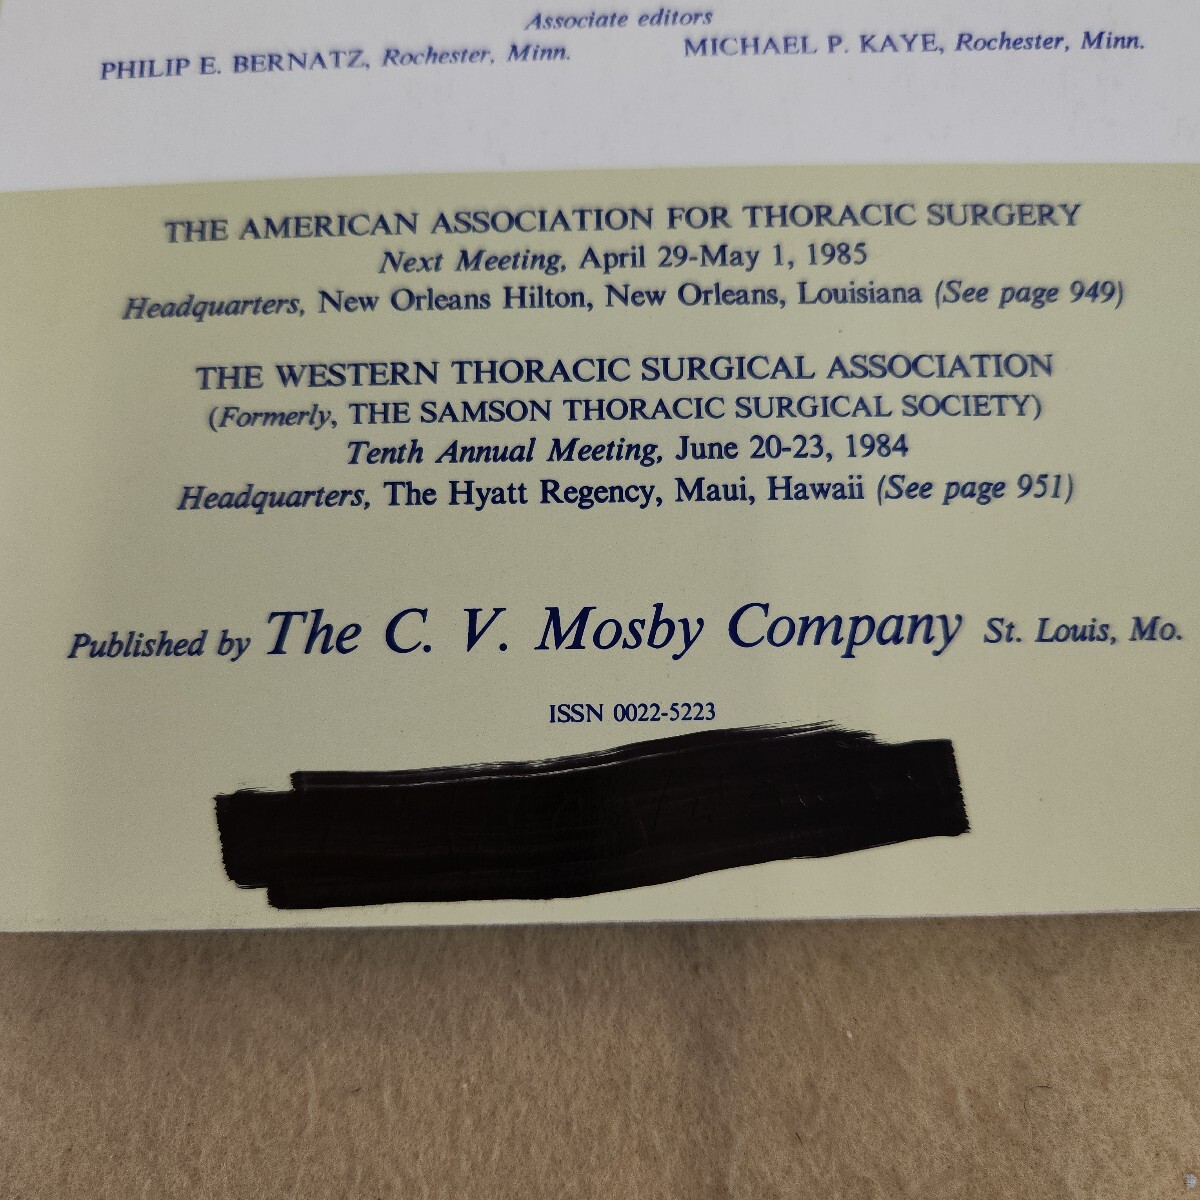 Associate editors
PHILIP E. BERNATZ, Rochester, Minn. MICHAEL P. KAYE, Rochester, Minn.
THE AMERICAN ASSOCIATION FOR THORACIC SURGERY
Next Meeting, April 29-May 1, 1985
Headquarters, New Orleans Hilton, New Orleans, Louisiana (See page 949)
THE WESTERN THORACIC SURGICAL ASSOCIATION
(Formerly, THE SAMSON THORACIC SURGICAL SOCIETY)
Tenth Annual Meeting, June 20-23, 1984
Headquarters, The Hyatt Regency, Maui, Hawaii (See page 951)
Published by The C. V. Mosby Company St. Louis, Mo.
ISSN 0022-5223